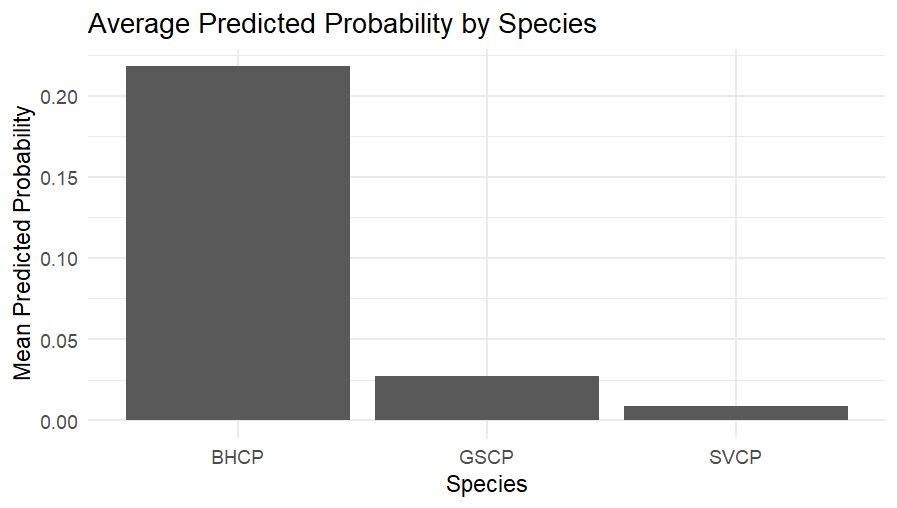 Average Predicted Probability by Species
Mean Predicted Probability
0.20
0.15
0.10
0.05
0.00
BHCP
GSCP
SVCP
Species